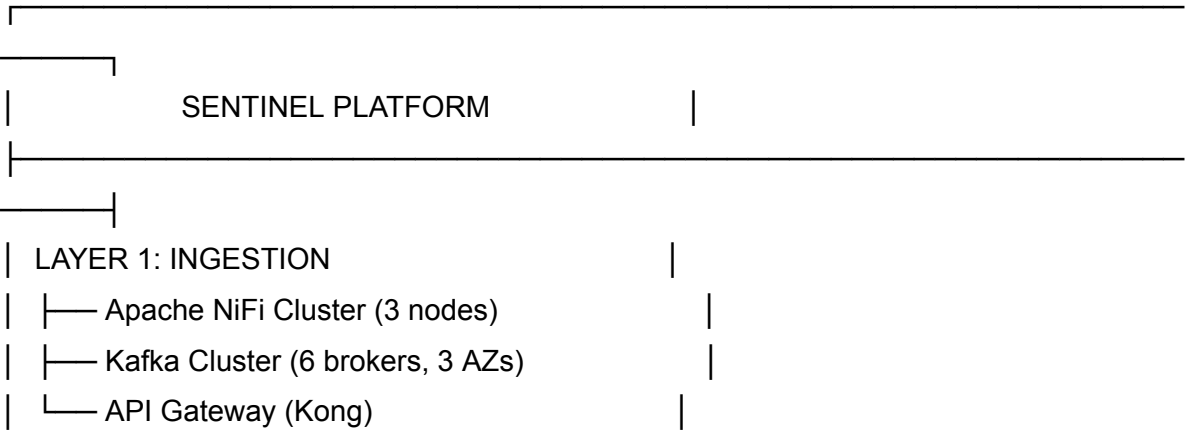 ┌─────────────────────────────────────────────────────────
─────┐
│ SENTINEL PLATFORM │
├─────────────────────────────────────────────────────────
─────┤
│ LAYER 1: INGESTION │
│ ├── Apache NiFi Cluster (3 nodes) │
│ ├── Kafka Cluster (6 brokers, 3 AZs) │
│ └── API Gateway (Kong) │